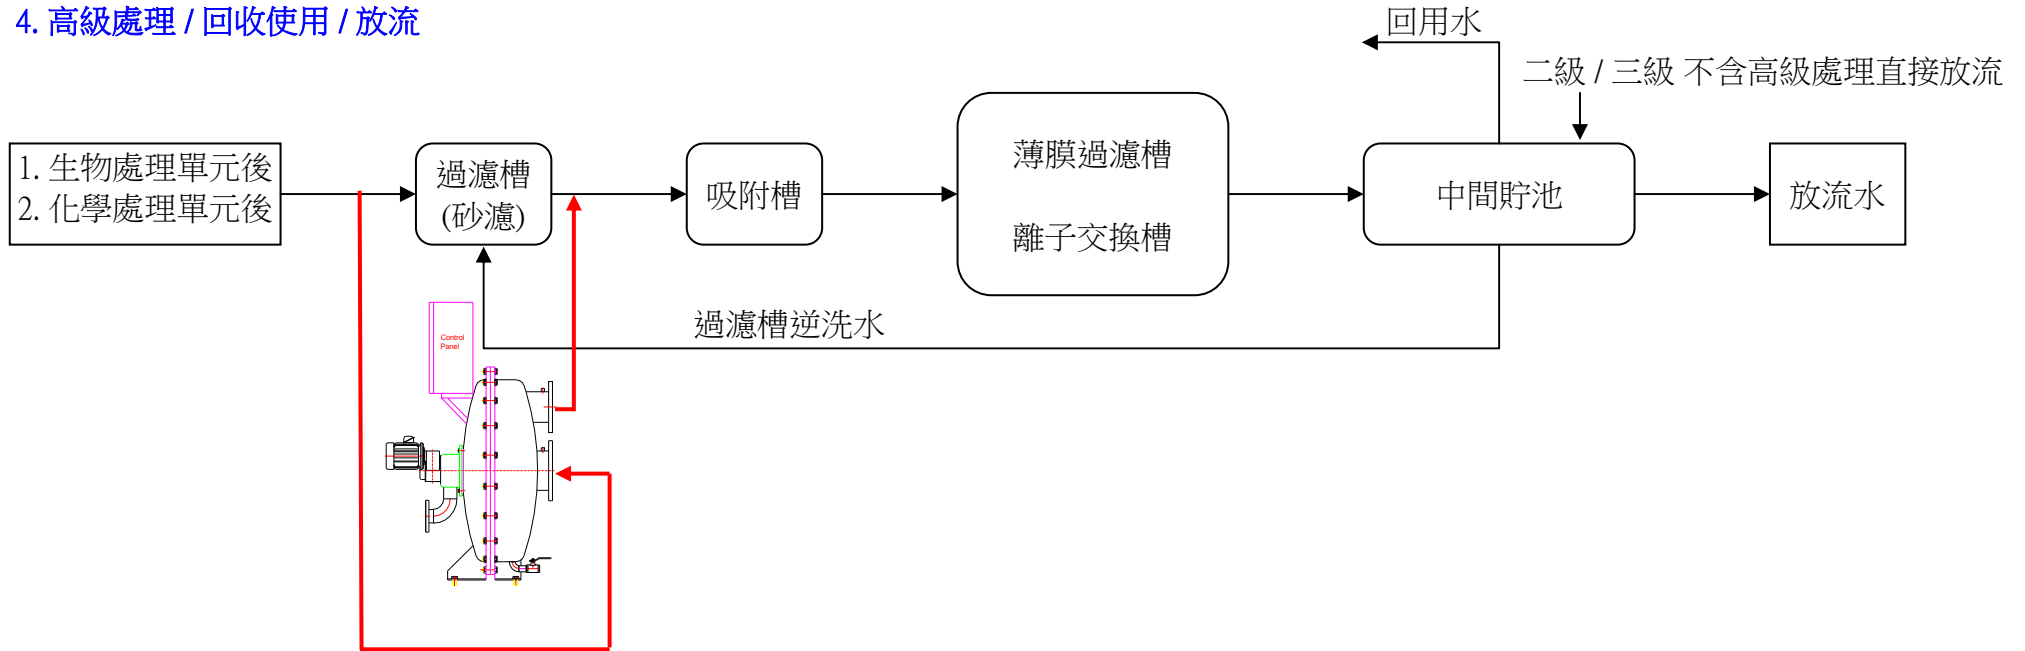 4. 高級處理 / 回收使用 / 放流
回用水
二級 / 三級 不含高級處理直接放流
1. 生物處理單元後
2. 化學處理單元後
過濾槽
(砂濾)
吸附槽
薄膜過濾槽
離子交換槽
中間貯池
放流水
過濾槽逆洗水
Control
Panel